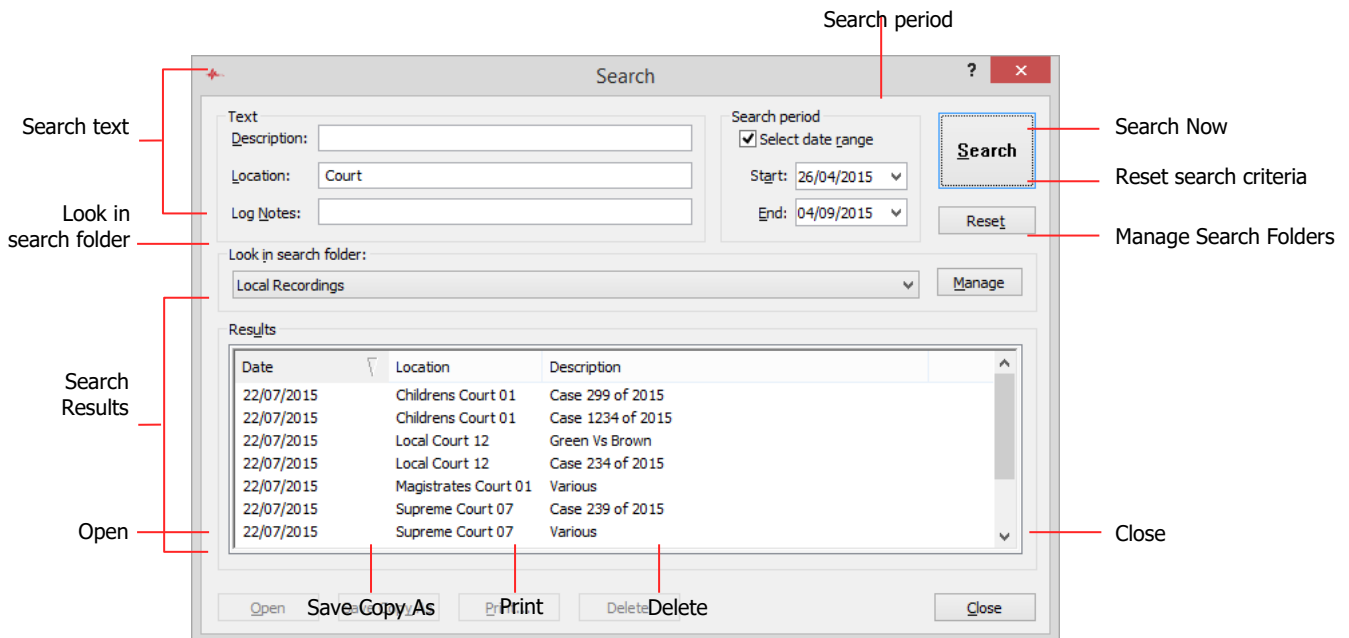 Search period
Search
?
Search text
Text
Description:
Location: Court
Log Notes:
Search period
Select date range
Start: 26/04/2015
End: 04/09/2015
Search
Reset
Search Now
Reset search criteria
Manage Search Folders
Look in
search folder
Look in search folder:
Local Recordings
Manage
Search
Results
Results
Date Location Description
22/07/2015 Childrens Court 01 Case 299 of 2015
22/07/2015 Childrens Court 01 Case 1234 of 2015
22/07/2015 Local Court 12 Green Vs Brown
22/07/2015 Local Court 12 Case 234 of 2015
22/07/2015 Magistrates Court 01 Various
22/07/2015 Supreme Court 07 Case 239 of 2015
22/07/2015 Supreme Court 07 Various
Open
Close
Open
Save Copy As
Print
Delete
Delete
Close